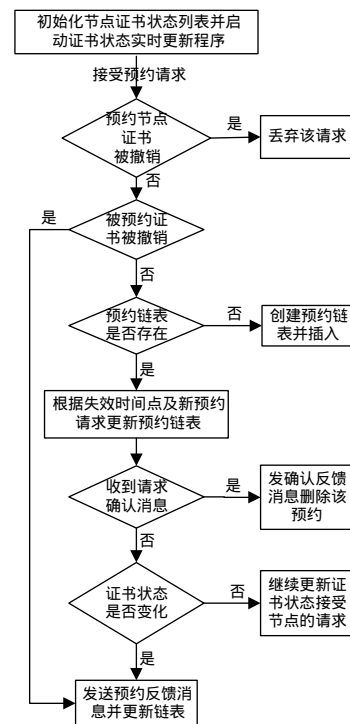 初始化节点证书状态列表并启
动证书状态实时更新程序
接受预约请求
预约节点
证书
被撤销
是
丢弃该请求
否
是
被预约证
书被撤销
否
预约链表
是否存在
否
创建预约链
表并插入
是
根据失效时间点及新预约
请求更新预约链表
收到请求
确认消息
是
发确认反馈
消息删除该
预约
否
证书状态
是否变化
否
继续更新证
书状态接受
节点的请求
是
发送预约反馈消
息并更新链表